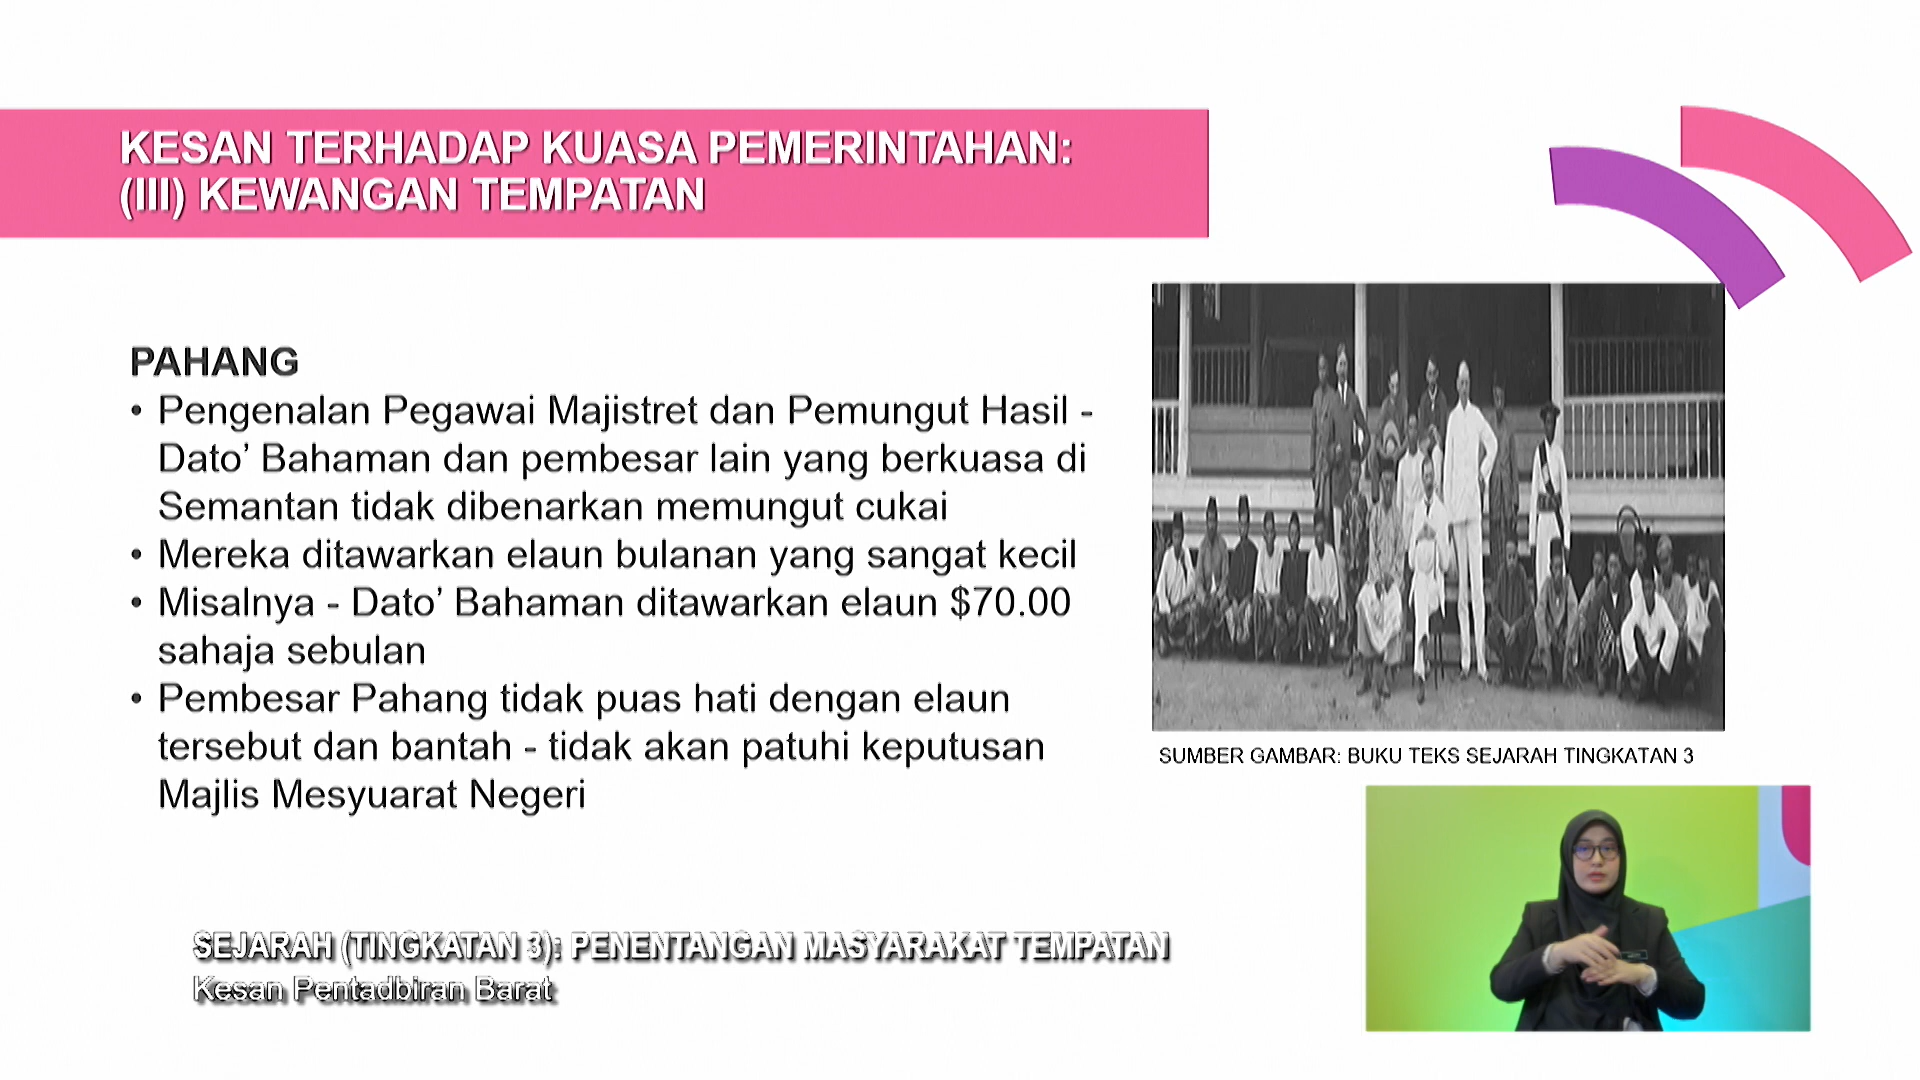 KESAN TERHADAP KUASA PEMERINTAHAN:
(III) KEWANGAN TEMPATAN
PAHANG
• Pengenalan Pegawai Majistret dan Pemungut Hasil -
Dato’ Bahaman dan pembesar lain yang berkuasa di
Semantan tidak dibenarkan memungut cukai
• Mereka ditawarkan elaun bulanan yang sangat kecil
• Misalnya - Dato’ Bahaman ditawarkan elaun $70.00
sahaja sebulan
• Pembesar Pahang tidak puas hati dengan elaun
tersebut dan bantah - tidak akan patuhi keputusan
Majlis Mesyuarat Negeri
SUMBER GAMBAR: BUKU TEKS SEJARAH TINGKATAN 3
SEJARAH (TINGKATAN 3): PENENTANGAN MASYARAKAT TEMPATAN
Kesan Pentadbiran Barat